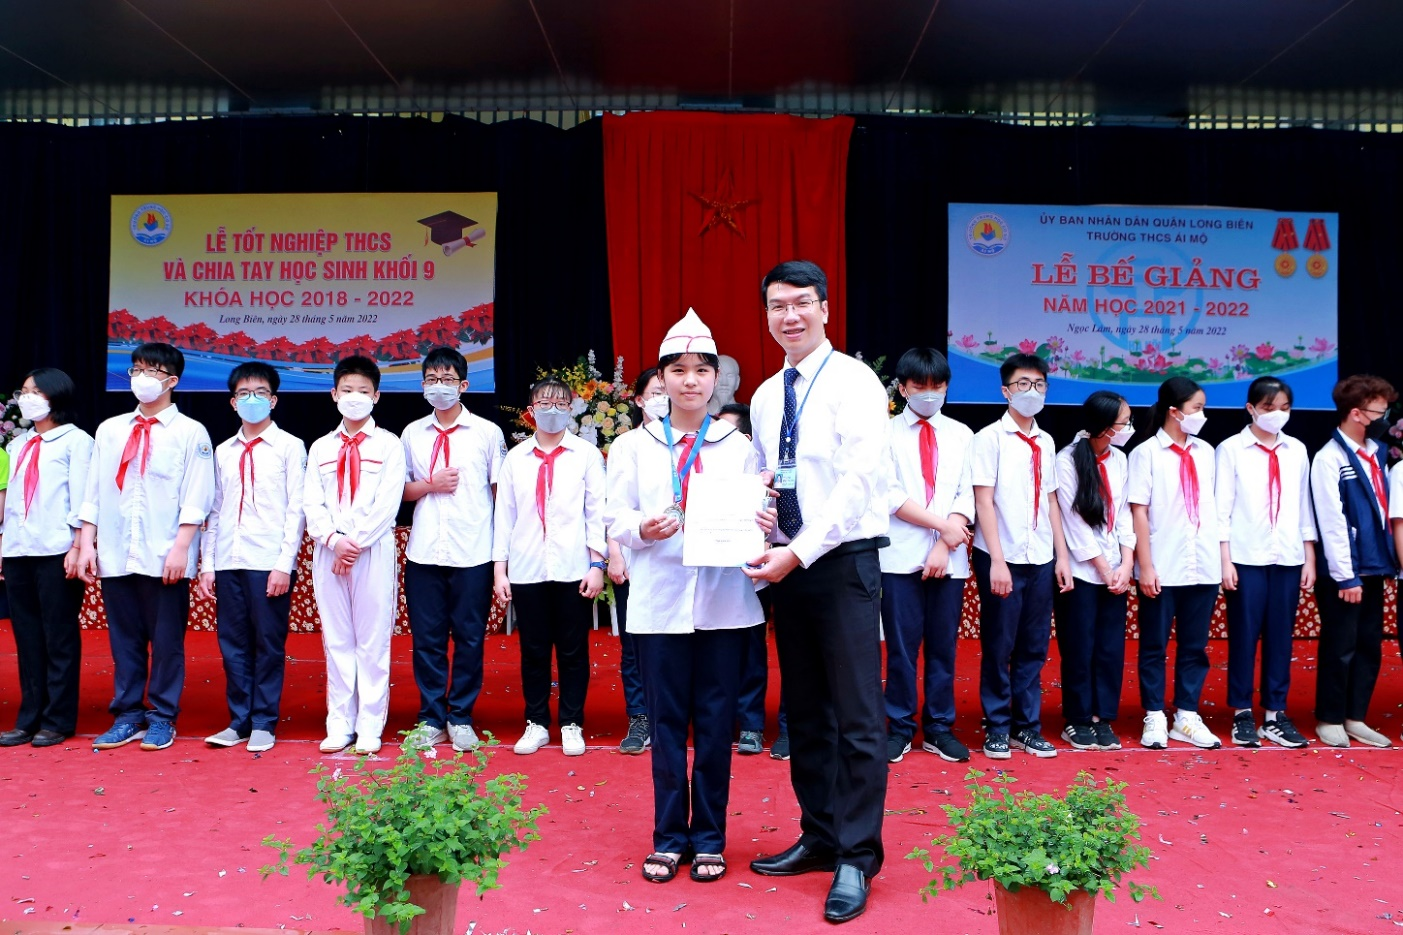 LỄ TỐT NGHIỆP THCS
VÀ CHIA TAY HỌC SINH KHỐI 9
KHÓA HỌC 2018 - 2022
Long Biên, ngày 28 tháng 5 năm 2022
ỦY BAN NHÂN DÂN QUẬN LONG BIÊN
TRƯỜNG THCS ÁI MỘ
LỄ BẾ GIẢNG
NĂM HỌC 2021 - 2022
Ngọc Lâm, ngày 28 tháng 5 năm 2022